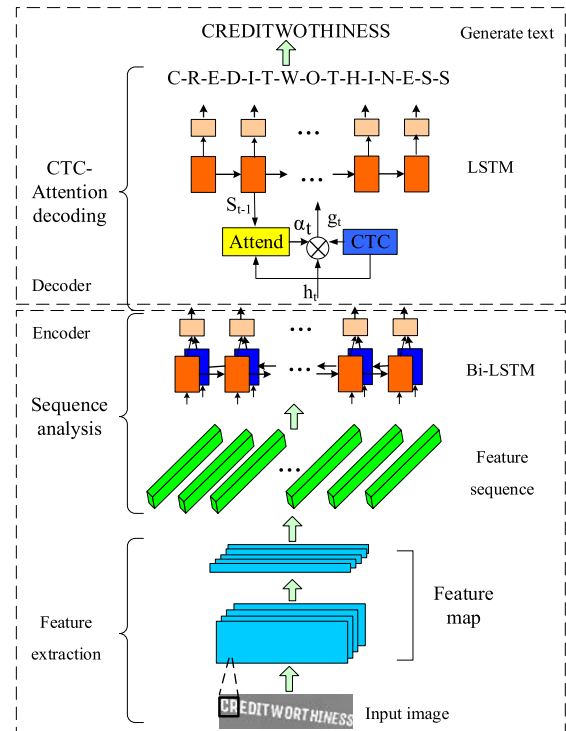 CREDITWOTHINESS
Generate text
C-R-E-D-I-T-W-O-T-H-I-N-E-S-S
...
CTC-
Attention
decoding
LSTM
...
St-1
αt
gt
Attend
CTC
ht
Decoder
Encoder
...
Bi-LSTM
...
Sequence
analysis
...
Feature
sequence
Feature
extraction
Feature
map
CREDITWORTHINESS
Input image